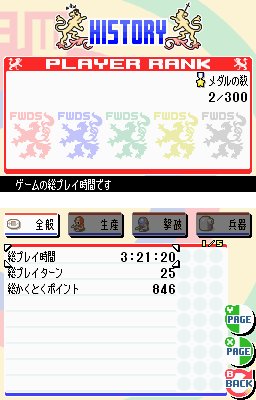 HISTORY
PLAYER RANK
メダルの数
2/300
FWDS FWDS FWDS FWDS FWDS
ゲームの総プレイ時間です
全般 生産 撃破 兵器
1/5
総プレイ時間 3:21:20
総プレイターン 25
総かくとくポイント 846
Y PAGE
X PAGE
B BACK